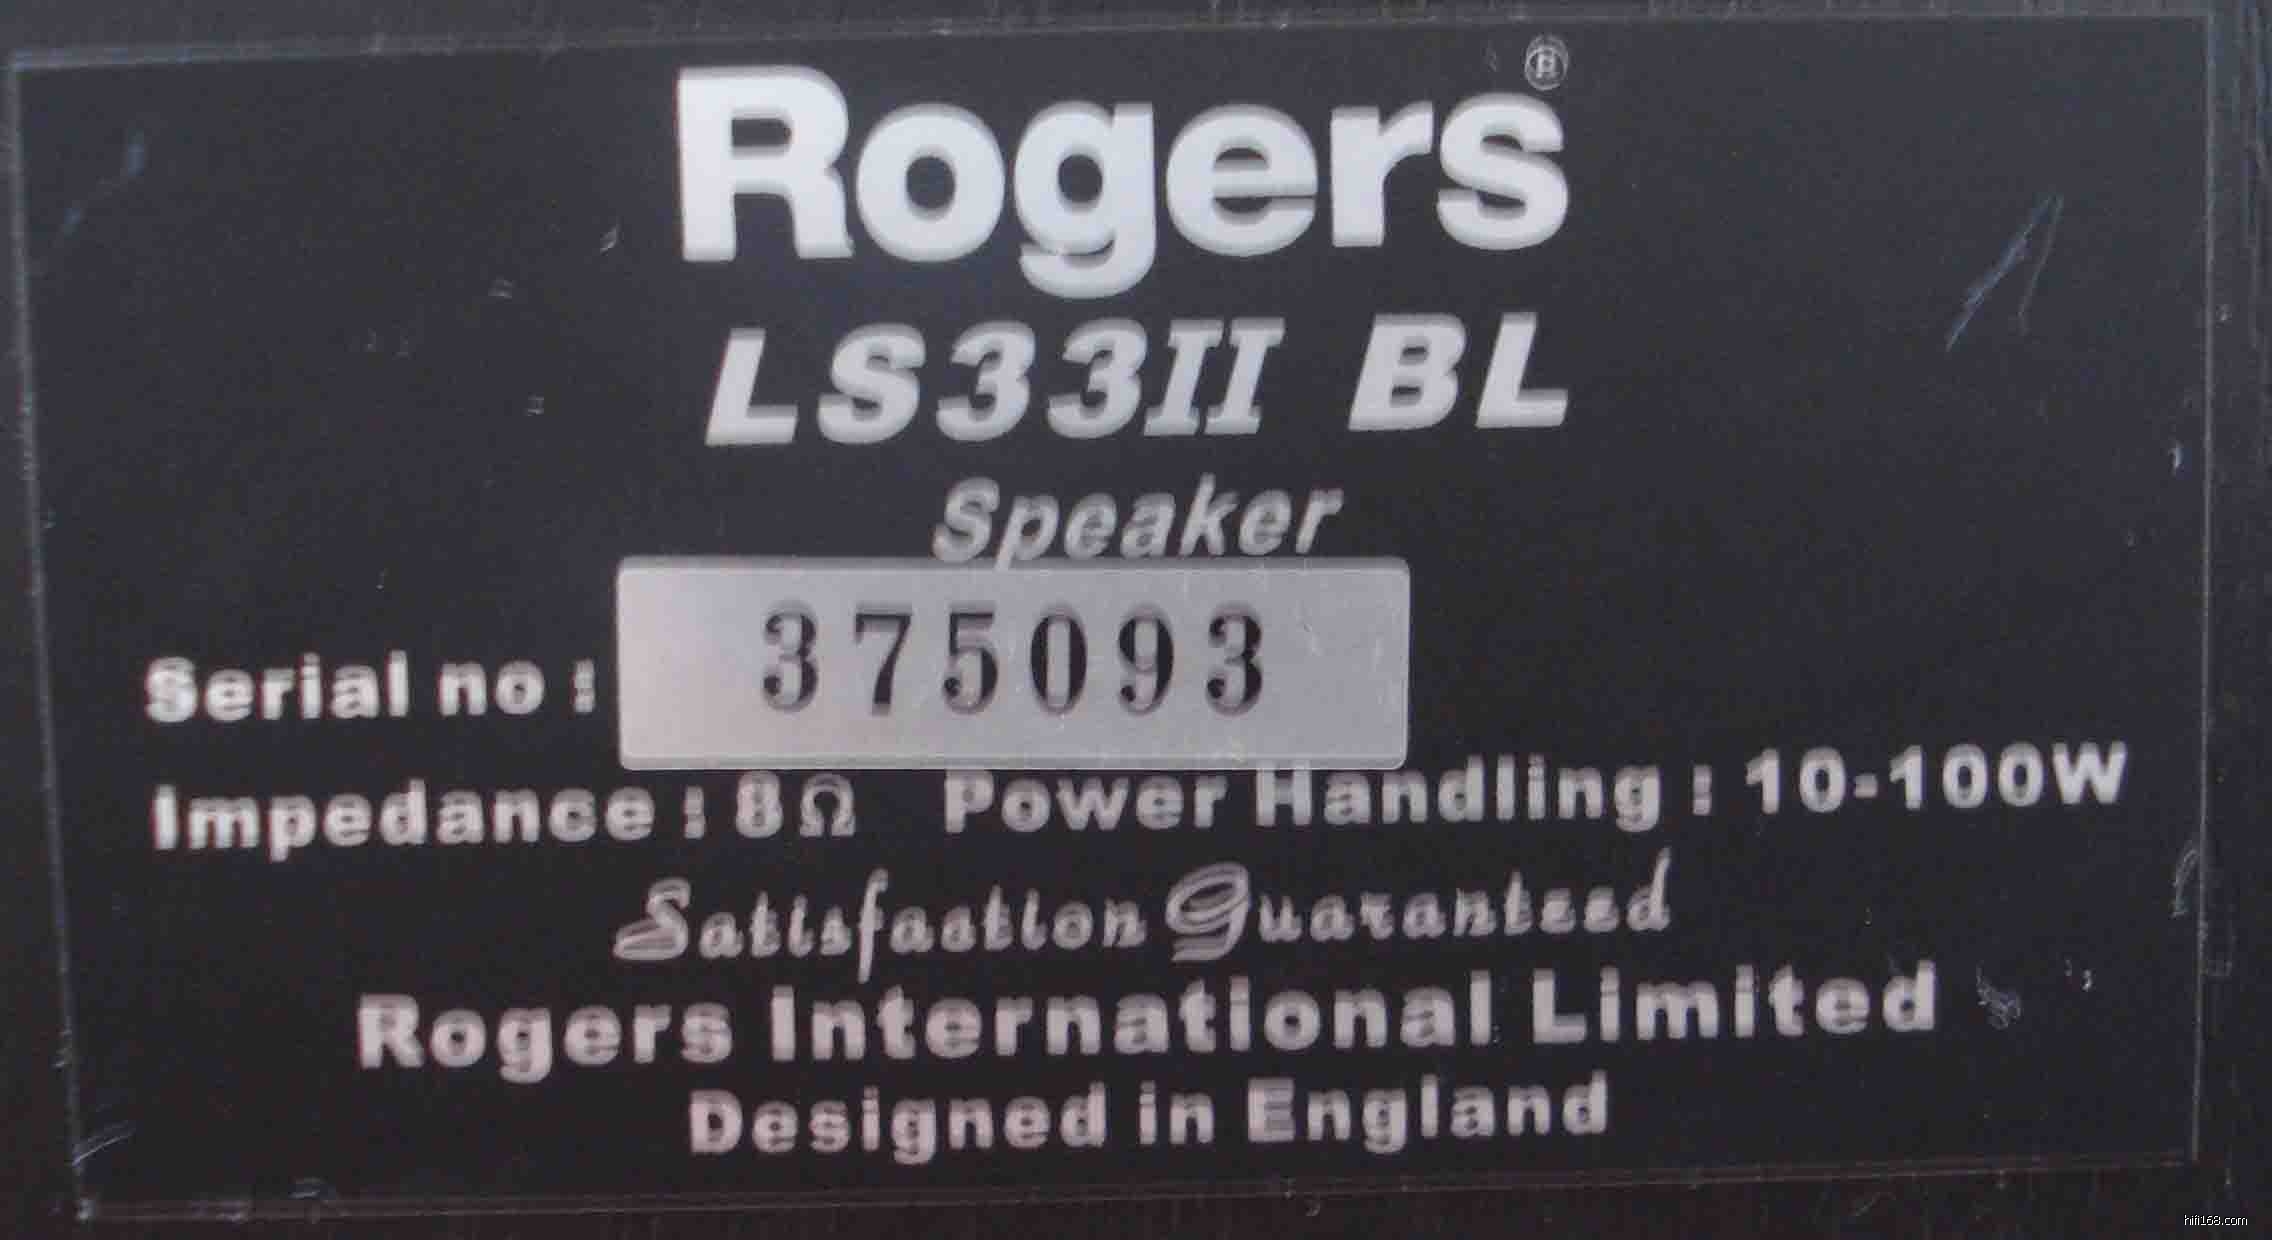 Rogers®
LS33II BL
Speaker
Serial no : 375093
Impedance : 8Ω Power Handling : 10-100W
Satisfaction Guaranteed
Rogers International Limited
Designed in England
hifi168.com